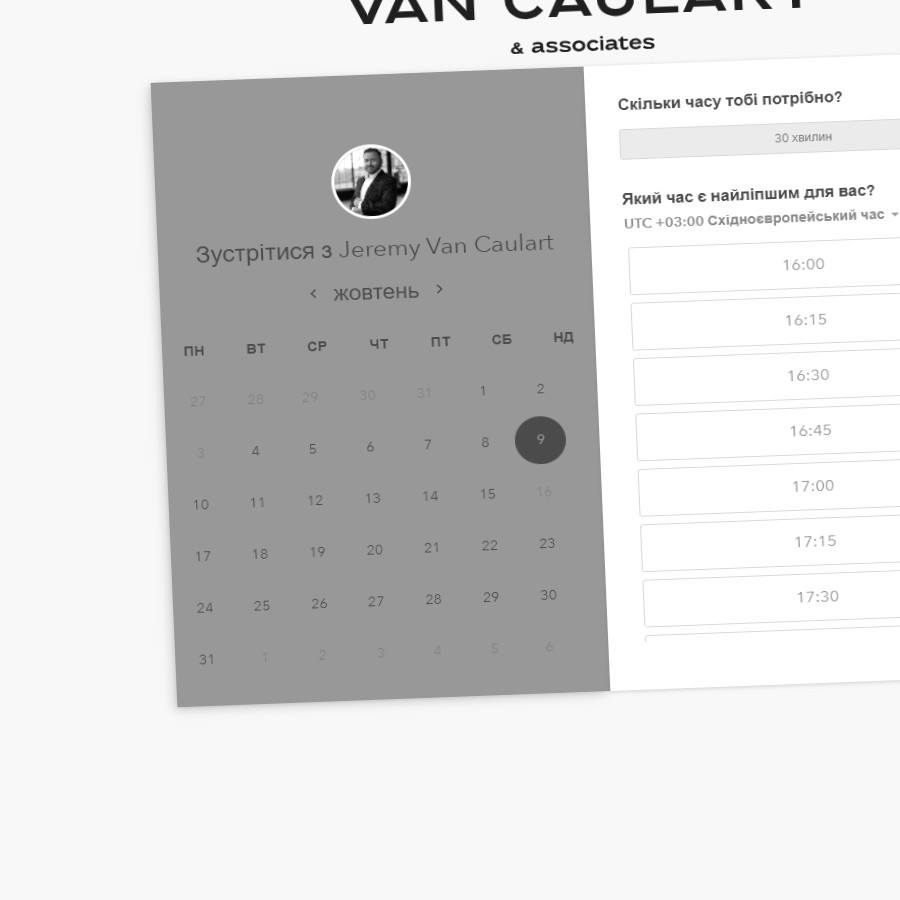 VAN CAULART
& associates
Зустрітися з Jeremy Van Caulart
жовтень
ПН ВТ СР ЧТ ПТ СБ НД
27 28 29 30 31 1 2
3 4 5 6 7 8 9
10 11 12 13 14 15 16
17 18 19 20 21 22 23
24 25 26 27 28 29 30
31 1 2 3 4 5 6
Скільки часу тобі потрібно?
30 хвилин
Який час є найліпшим для вас?
UTC +03:00 Східноєвропейський час
16:00
16:15
16:30
16:45
17:00
17:15
17:30